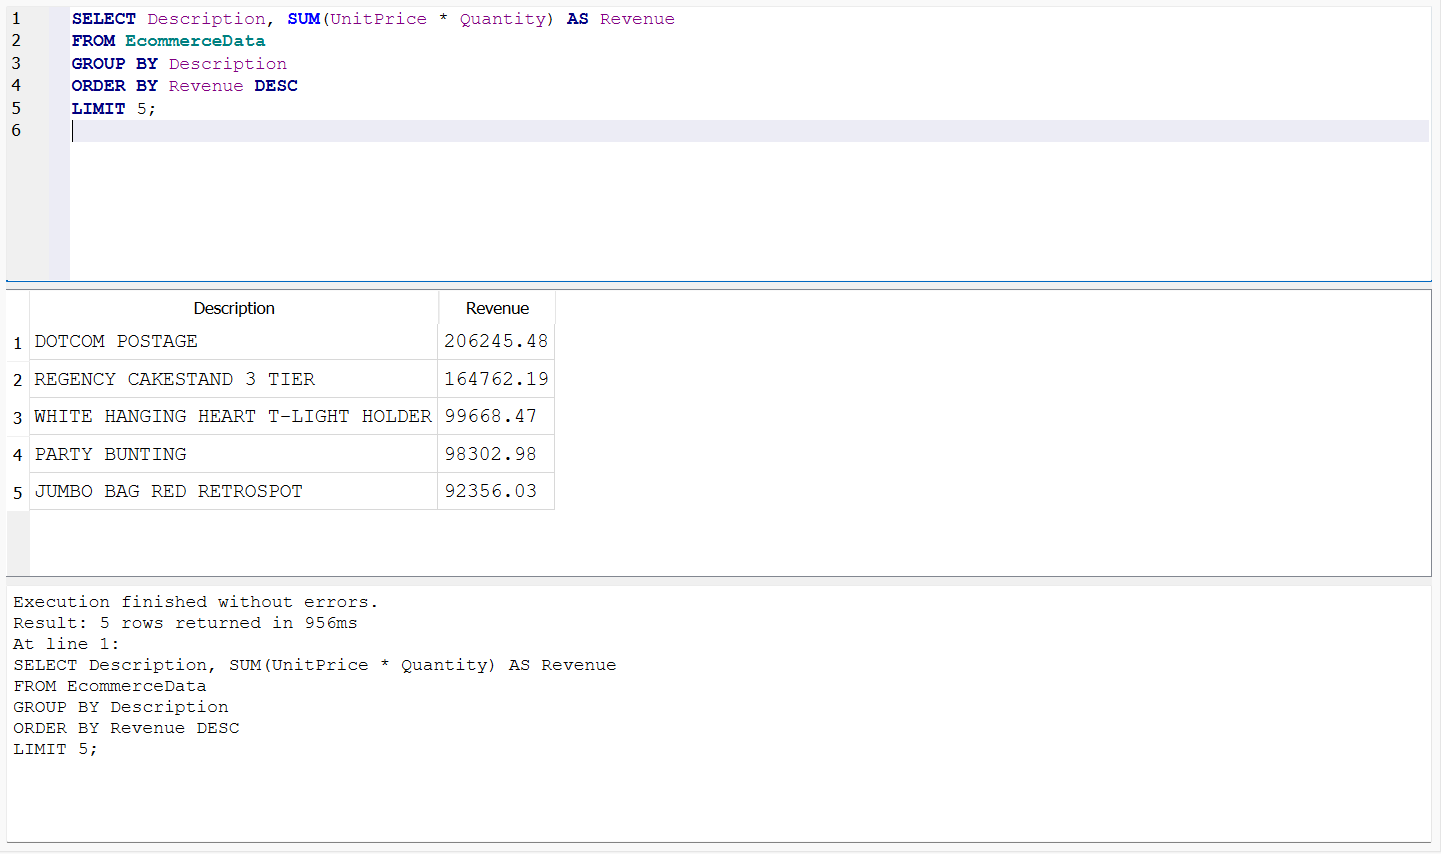 1 SELECT Description, SUM(UnitPrice * Quantity) AS Revenue
2 FROM EcommerceData
3 GROUP BY Description
4 ORDER BY Revenue DESC
5 LIMIT 5;
6
Description Revenue
1 DOTCOM POSTAGE 206245.48
2 REGENCY CAKESTAND 3 TIER 164762.19
3 WHITE HANGING HEART T-LIGHT HOLDER 99668.47
4 PARTY BUNTING 98302.98
5 JUMBO BAG RED RETROSPOT 92356.03
Execution finished without errors.
Result: 5 rows returned in 956ms
At line 1:
SELECT Description, SUM(UnitPrice * Quantity) AS Revenue
FROM EcommerceData
GROUP BY Description
ORDER BY Revenue DESC
LIMIT 5;